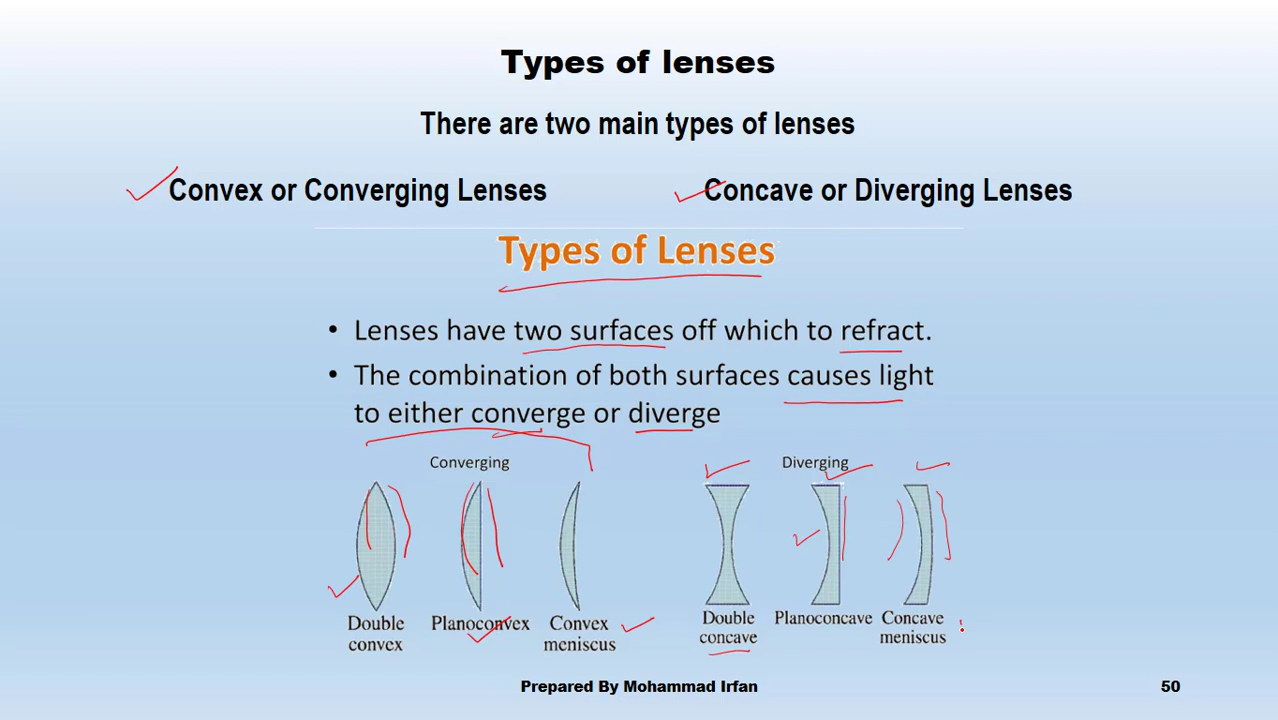 Types of lenses
There are two main types of lenses
Convex or Converging Lenses
Concave or Diverging Lenses
Types of Lenses
• Lenses have two surfaces off which to refract.
• The combination of both surfaces causes light
to either converge or diverge
Converging
Diverging
Double
convex
Planoconvex
Convex
meniscus
Double
concave
Planoconcave
Concave
meniscus
Prepared By Mohammad Irfan
50